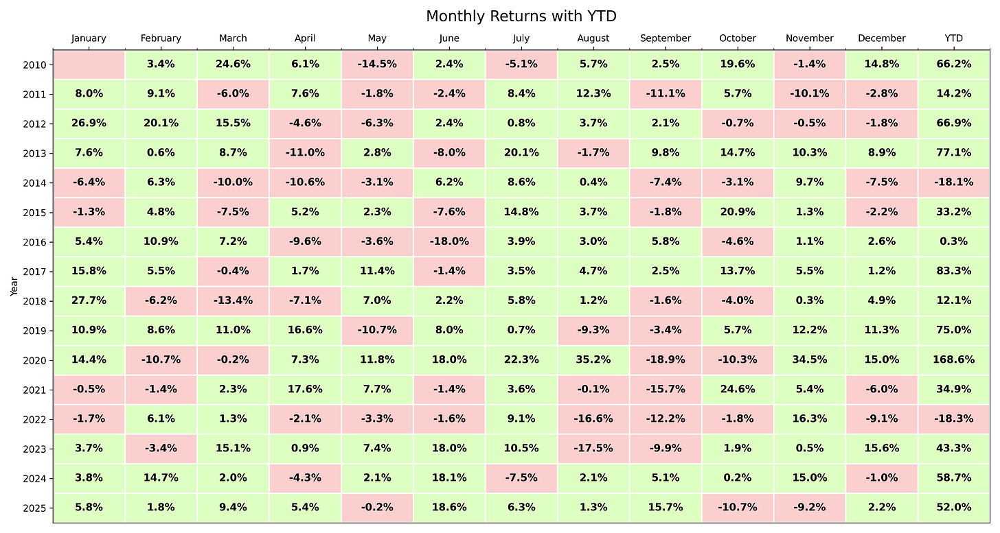 Monthly Returns with YTD
January February March April May June July August September October November December YTD
2010 3.4% 24.6% 6.1% -14.5% 2.4% -5.1% 5.7% 2.5% 19.6% -1.4% 14.8% 66.2%
2011 8.0% 9.1% -6.0% 7.6% -1.8% -2.4% 8.4% 12.3% -11.1% 5.7% -10.1% -2.8% 14.2%
2012 26.9% 20.1% 15.5% -4.6% -6.3% 2.4% 0.8% 3.7% 2.1% -0.7% -0.5% -1.8% 66.9%
2013 7.6% 0.6% 8.7% -11.0% 2.8% -8.0% 20.1% -1.7% 9.8% 14.7% 10.3% 8.9% 77.1%
2014 -6.4% 6.3% -10.0% -10.6% -3.1% 6.2% 8.6% 0.4% -7.4% -3.1% 9.7% -7.5% -18.1%
2015 -1.3% 4.8% -7.5% 5.2% 2.3% -7.6% 14.8% 3.7% -1.8% 20.9% 1.3% -2.2% 33.2%
2016 5.4% 10.9% 7.2% -9.6% -3.6% -18.0% 3.9% 3.0% 5.8% -4.6% 1.1% 2.6% 0.3%
2017 15.8% 5.5% -0.4% 1.7% 11.4% -1.4% 3.5% 4.7% 2.5% 13.7% 5.5% 1.2% 83.3%
Year
2018 27.7% -6.2% -13.4% -7.1% 7.0% 2.2% 5.8% 1.2% -1.6% -4.0% 0.3% 4.9% 12.1%
2019 10.9% 8.6% 11.0% 16.6% -10.7% 8.0% 0.7% -9.3% -3.4% 5.7% 12.2% 11.3% 75.0%
2020 14.4% -10.7% -0.2% 7.3% 11.8% 18.0% 22.3% 35.2% -18.9% -10.3% 34.5% 15.0% 168.6%
2021 -0.5% -1.4% 2.3% 17.6% 7.7% -1.4% 3.6% -0.1% -15.7% 24.6% 5.4% -6.0% 34.9%
2022 -1.7% 6.1% 1.3% -2.1% -3.3% -1.6% 9.1% -16.6% -12.2% -1.8% 16.3% -9.1% -18.3%
2023 3.7% -3.4% 15.1% 0.9% 7.4% 18.0% 10.5% -17.5% -9.9% 1.9% 0.5% 15.6% 43.3%
2024 3.8% 14.7% 2.0% -4.3% 2.1% 18.1% -7.5% 2.1% 5.1% 0.2% 15.0% -1.0% 58.7%
2025 5.8% 1.8% 9.4% 5.4% -0.2% 18.6% 6.3% 1.3% 15.7% -10.7% -9.2% 2.2% 52.0%